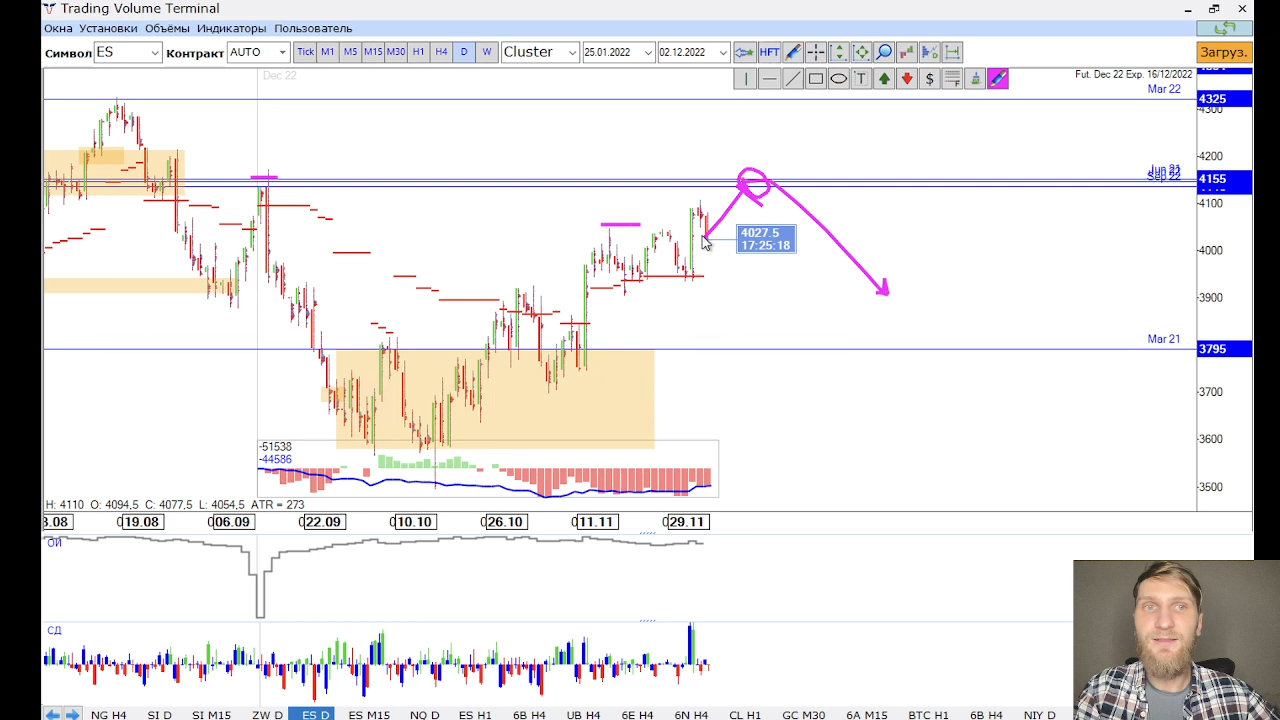 Trading Volume Terminal
Окна Установки Объёмы Индикаторы Пользователь
Символ ES Контракт AUTO Tick M1 M5 M15 M30 H1 H4 D W Cluster 25.01.2022 02.12.2022 HFT Загруз.
T $ F
Dec 22
Fut. Dec 22 Exp. 16/12/2022
Mar 22
4325
4300
4200
Jun 21
Sep 22
4155
4100
4027.5
17:25:18
4000
3900
Mar 21
3795
3700
3600
3500
-51538
-44586
H: 4110 O: 4094,5 C: 4077,5 L: 4054,5 ATR = 273
3.08 19.08 06.09 22.09 10.10 26.10 11.11 29.11
ОИ
СД
NG H4 SI D SI M15 ZW D ES D ES M15 NQ D ES H1 6B H4 UB H4 6E H4 6N H4 CL H1 GC M30 6A M15 BTC H1 6B H4 NIY D